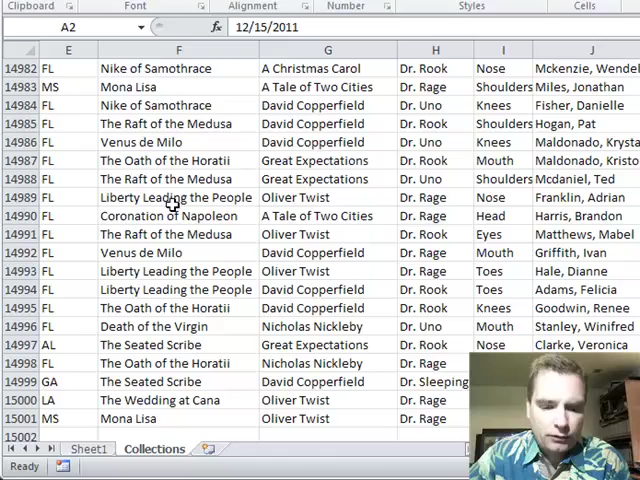 Clipboard Font Alignment Number Styles Cells
A2 fx 12/15/2011
E F G H I J
14982 FL Nike of Samothrace A Christmas Carol Dr. Rook Nose Mckenzie, Wendel
14983 MS Mona Lisa A Tale of Two Cities Dr. Rage Shoulders Miles, Jonathan
14984 FL Nike of Samothrace David Copperfield Dr. Uno Knees Fisher, Danielle
14985 FL The Raft of the Medusa David Copperfield Dr. Rook Shoulders Hogan, Pat
14986 FL Venus de Milo David Copperfield Dr. Uno Knees Maldonado, Krysta
14987 FL The Oath of the Horatii Great Expectations Dr. Rook Mouth Maldonado, Kristo
14988 FL The Raft of the Medusa Great Expectations Dr. Uno Shoulders Mcdaniel, Ted
14989 FL Liberty Leading the People Oliver Twist Dr. Rage Nose Franklin, Adrian
14990 FL Coronation of Napoleon A Tale of Two Cities Dr. Rage Head Harris, Brandon
14991 FL The Raft of the Medusa Oliver Twist Dr. Rook Eyes Matthews, Mabel
14992 FL Venus de Milo David Copperfield Dr. Rage Mouth Griffith, Ivan
14993 FL Liberty Leading the People Oliver Twist Dr. Rage Toes Hale, Dianne
14994 FL Liberty Leading the People David Copperfield Dr. Rook Toes Adams, Felicia
14995 FL The Oath of the Horatii David Copperfield Dr. Rook Knees Goodwin, Renee
14996 FL Death of the Virgin Nicholas Nickleby Dr. Uno Mouth Stanley, Winifred
14997 AL The Seated Scribe Great Expectations Dr. Rook Nose Clarke, Veronica
14998 FL The Oath of the Horatii Nicholas Nickleby Dr. Rage
14999 GA The Seated Scribe David Copperfield Dr. Sleeping
15000 LA The Wedding at Cana Oliver Twist Dr. Rage
15001 MS Mona Lisa Oliver Twist Dr. Rage
15002
Sheet1 Collections
Ready